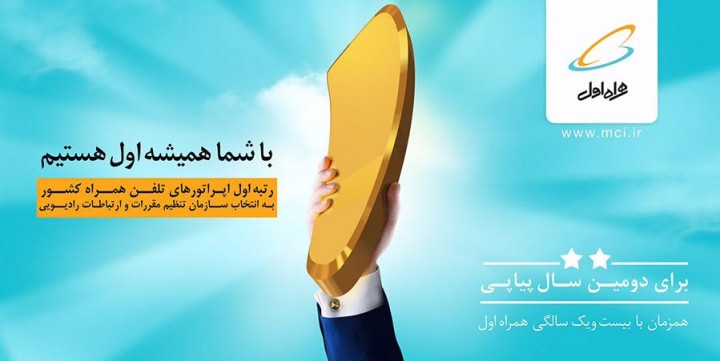 همراه اول
www.mci.ir
با شما همیشه اول هستیم
رتبه اول اپراتورهای تلفن همراه کشور
به انتخاب سازمان تنظیم مقررات و ارتباطات رادیویی
برای دومین سال پیاپی
همزمان با بیست و یک سالگی همراه اول